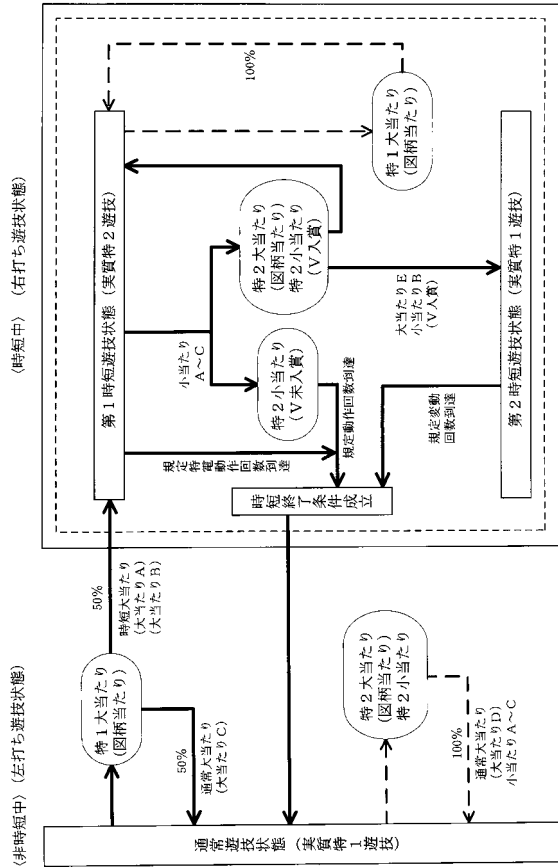 〈非時短中〉（左打ち遊技状態）
〈時短中〉（右打ち遊技状態）
通常遊技状態（実質特１遊技）
特１大当たり
（図柄当たり）
50%
時短大当たり
（大当たりＡ）
（大当たりＢ）
50%
通常大当たり
（大当たりＣ）
特２大当たり
（図柄当たり）
特２小当たり
100%
通常大当たり
（大当たりＤ）
小当たりＡ～Ｃ
第１時短遊技状態（実質特２遊技）
規定特電動作回数到達
小当たり
Ａ～Ｃ
特２小当たり
（Ｖ未入賞）
規定動作回数到達
特２大当たり
（図柄当たり）
特２小当たり
（Ｖ入賞）
大当たりＥ
小当たりＢ
（Ｖ入賞）
特１大当たり
（図柄当たり）
100%
時短終了条件成立
規定変動
回数到達
第２時短遊技状態（実質特１遊技）